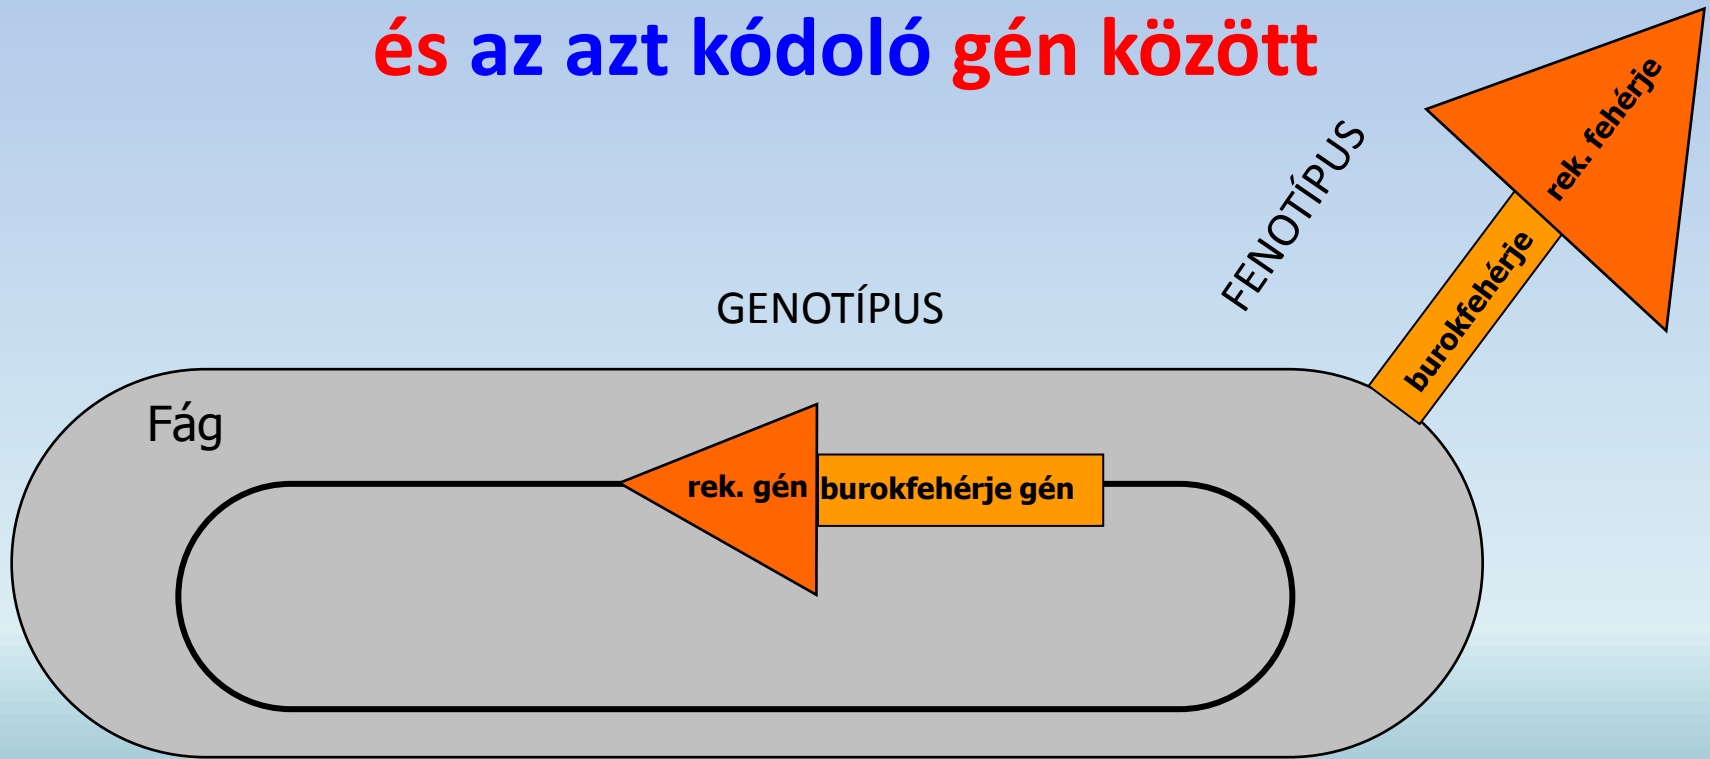 és az azt kódoló gén között
rek. fehérje
FENOTÍPUS
burokfehérje
GENOTÍPUS
Fág
rek. gén
burokfehérje gén